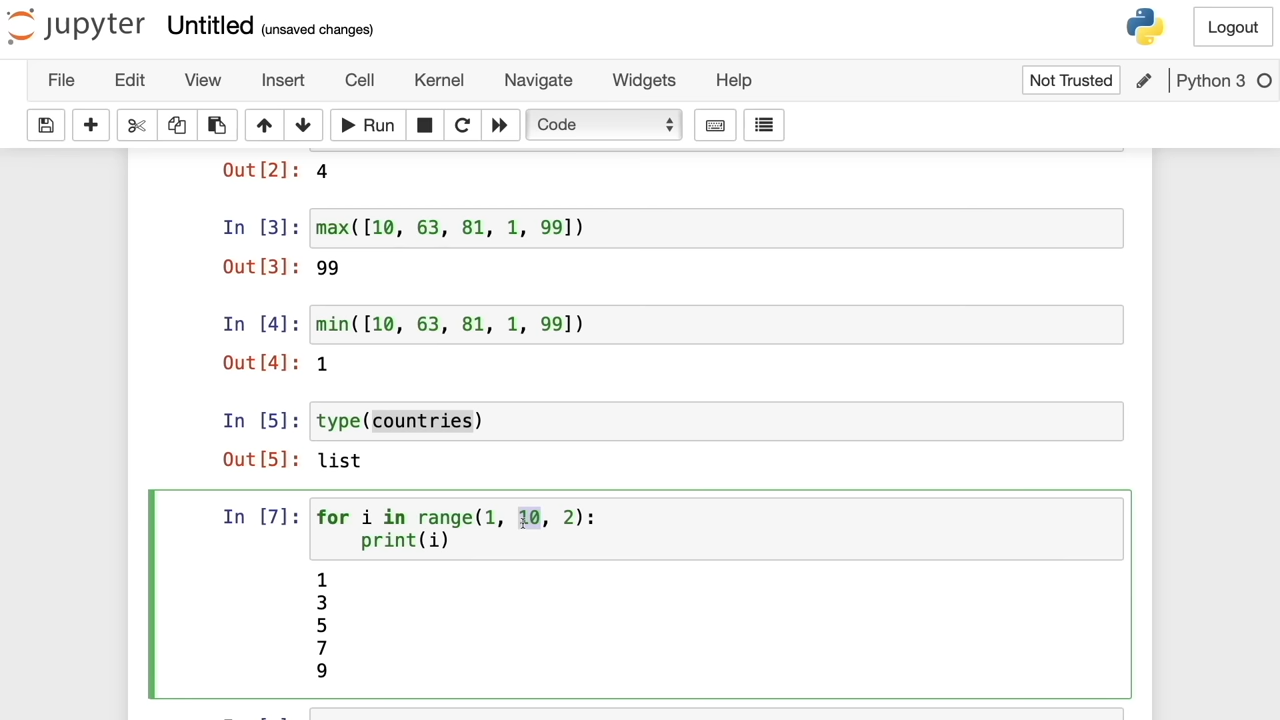 jupyter Untitled (unsaved changes) Logout
File Edit View Insert Cell Kernel Navigate Widgets Help Not Trusted Python 3
Run Code
Out[2]: 4
In [3]: max([10, 63, 81, 1, 99])
Out[3]: 99
In [4]: min([10, 63, 81, 1, 99])
Out[4]: 1
In [5]: type(countries)
Out[5]: list
In [7]: for i in range(1, 10, 2):
print(i)
1
3
5
7
9